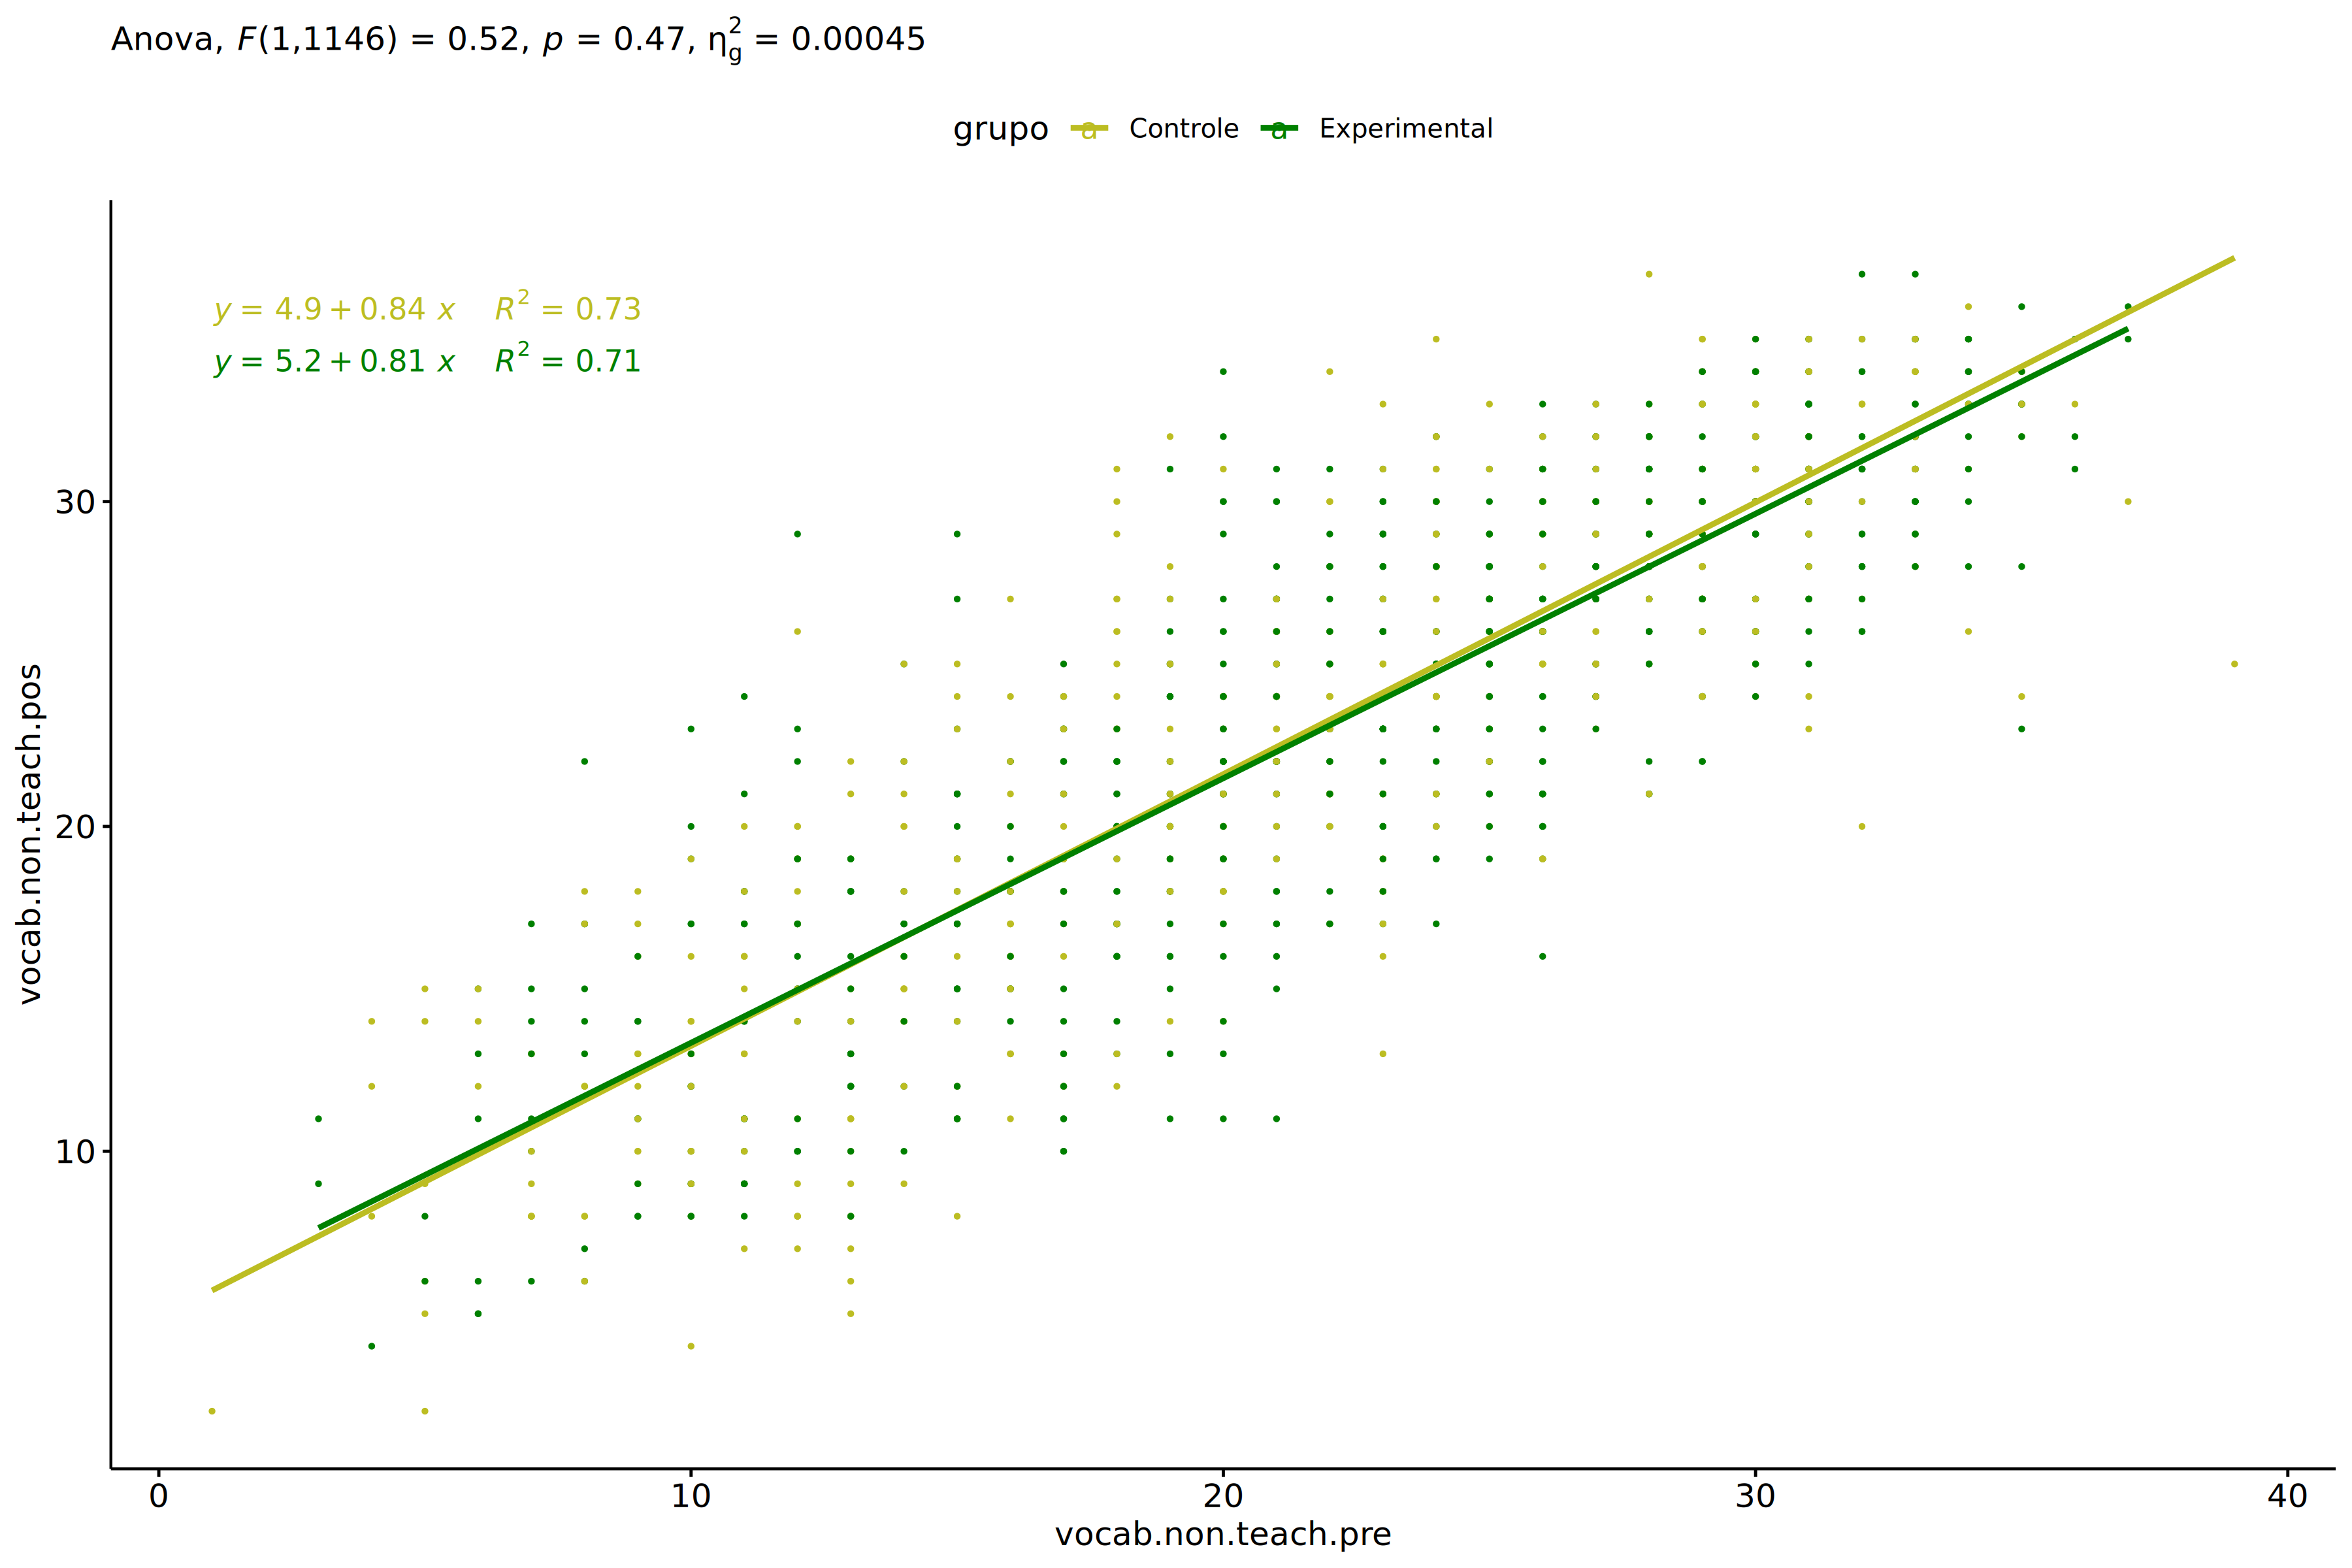 Anova, F(1,1146) = 0.52, p = 0.47, η²g = 0.00045
grupo a Controle a Experimental
y = 4.9 + 0.84 x R² = 0.73
y = 5.2 + 0.81 x R² = 0.71
30
20
10
vocab.non.teach.pos
0 10 20 30 40
vocab.non.teach.pre